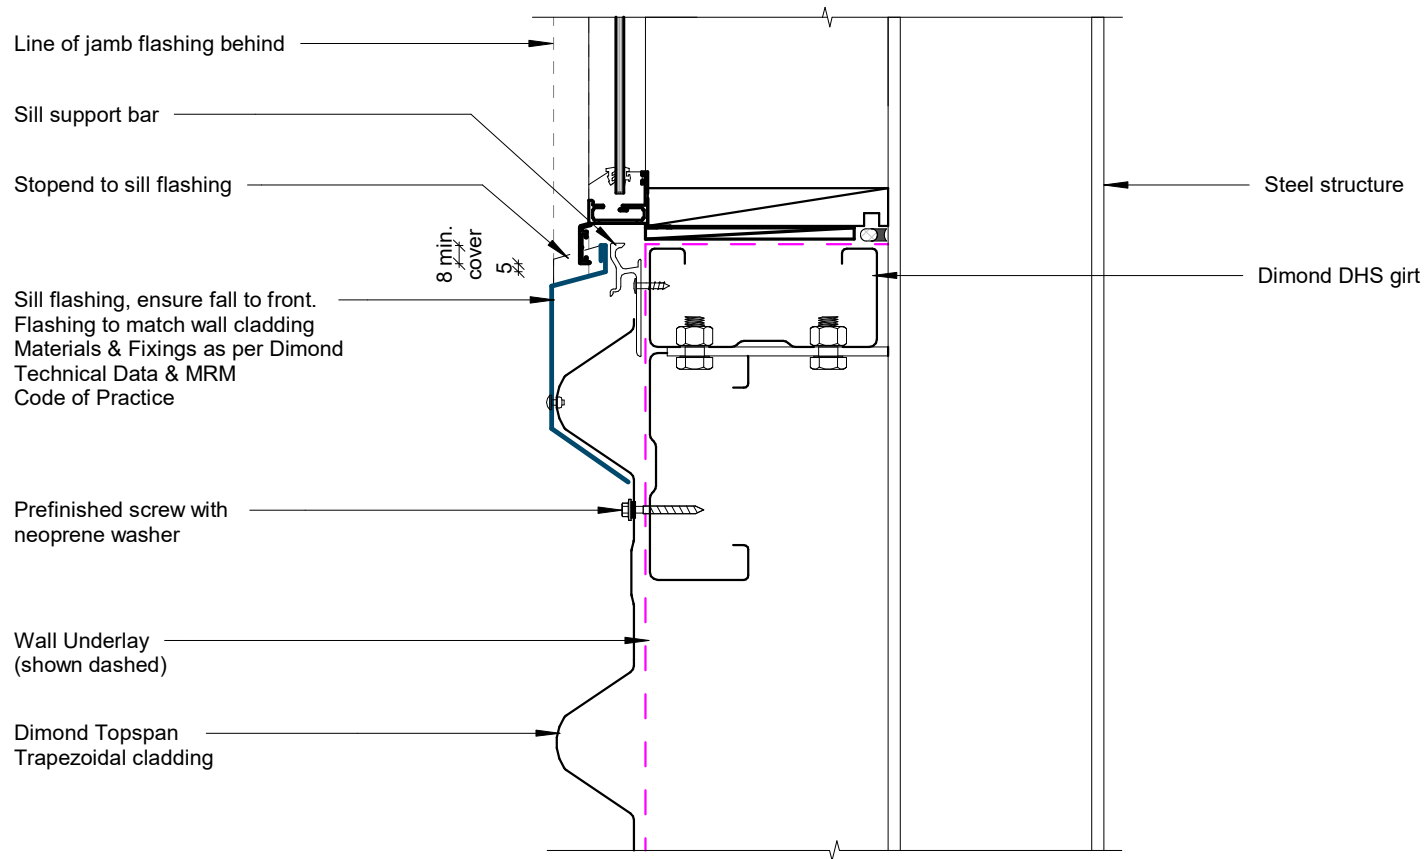 Line of jamb flashing behind
Sill support bar
Stopend to sill flashing
Steel structure
8 min.
cover
5
Dimond DHS girt
Sill flashing, ensure fall to front.
Flashing to match wall cladding
Materials & Fixings as per Dimond
Technical Data & MRM
Code of Practice
Prefinished screw with
neoprene washer
Wall Underlay
(shown dashed)
Dimond Topspan
Trapezoidal cladding